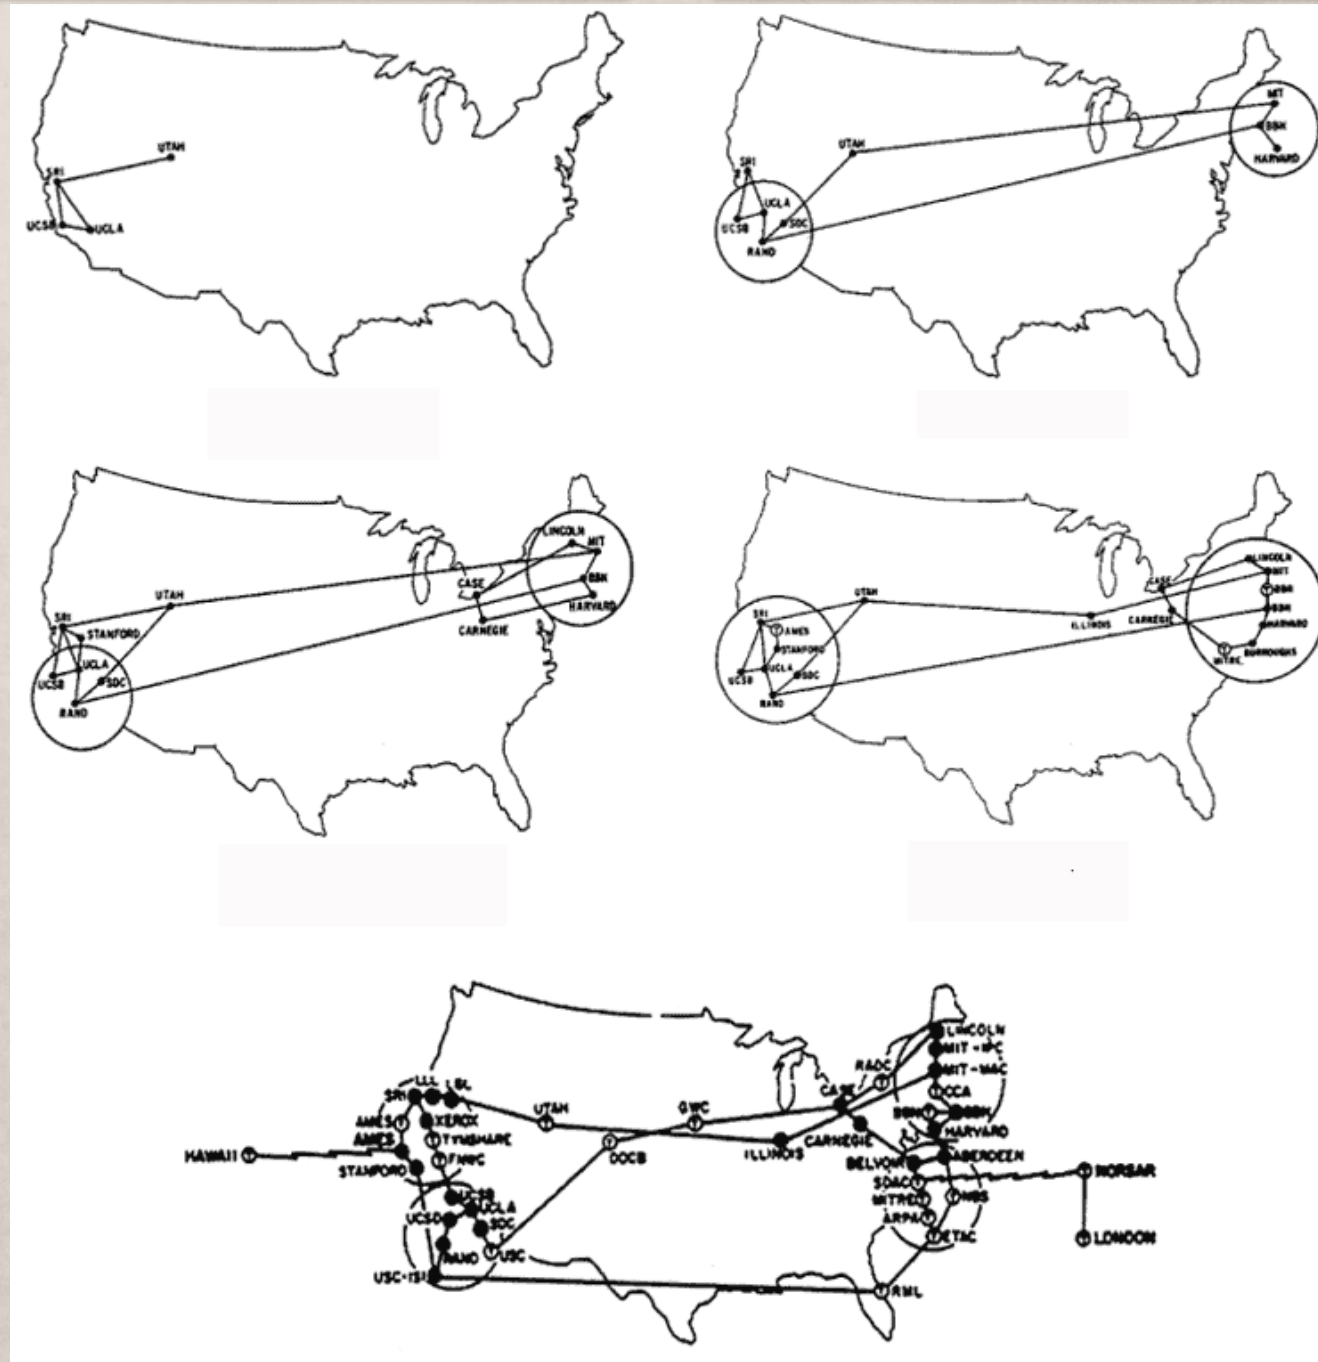 UTAH
SRI
UCSB
UCLA
MIT
BBN
HARVARD
UTAH
SRI
UCLA
UCSB
SDC
RAND
LINCOLN
MIT
CASE
BBN
UTAH
HARVARD
SRI
CARNEGIE
STANFORD
UCLA
UCSB
SDC
RAND
LINCOLN
MIT
CASE
BBN
UTAH
BBN
SRI
CARNEGIE
ILLINOIS
HARVARD
T AMES
STANFORD
BURROUGHS
MITRE
UCLA
UCSB
SDC
RAND
LINCOLN
MIT-IPC
RADC
MIT-MAC
LLL
LBL
CCA
SRI
CASE
UTAH
GWC
BBN
BBN
AMES
XEROX
HARVARD
TYMSHARE
AMES
CARNEGIE
HAWAII
FNWC
DOCB
ILLINOIS
BELVOIR
ABERDEEN
STANFORD
NORSAR
SDAC
UCSB
MITRE
NBS
UCLA
UCSD
ARPA
SDC
ETAC
LONDON
RAND
USC
USC-ISI
RML